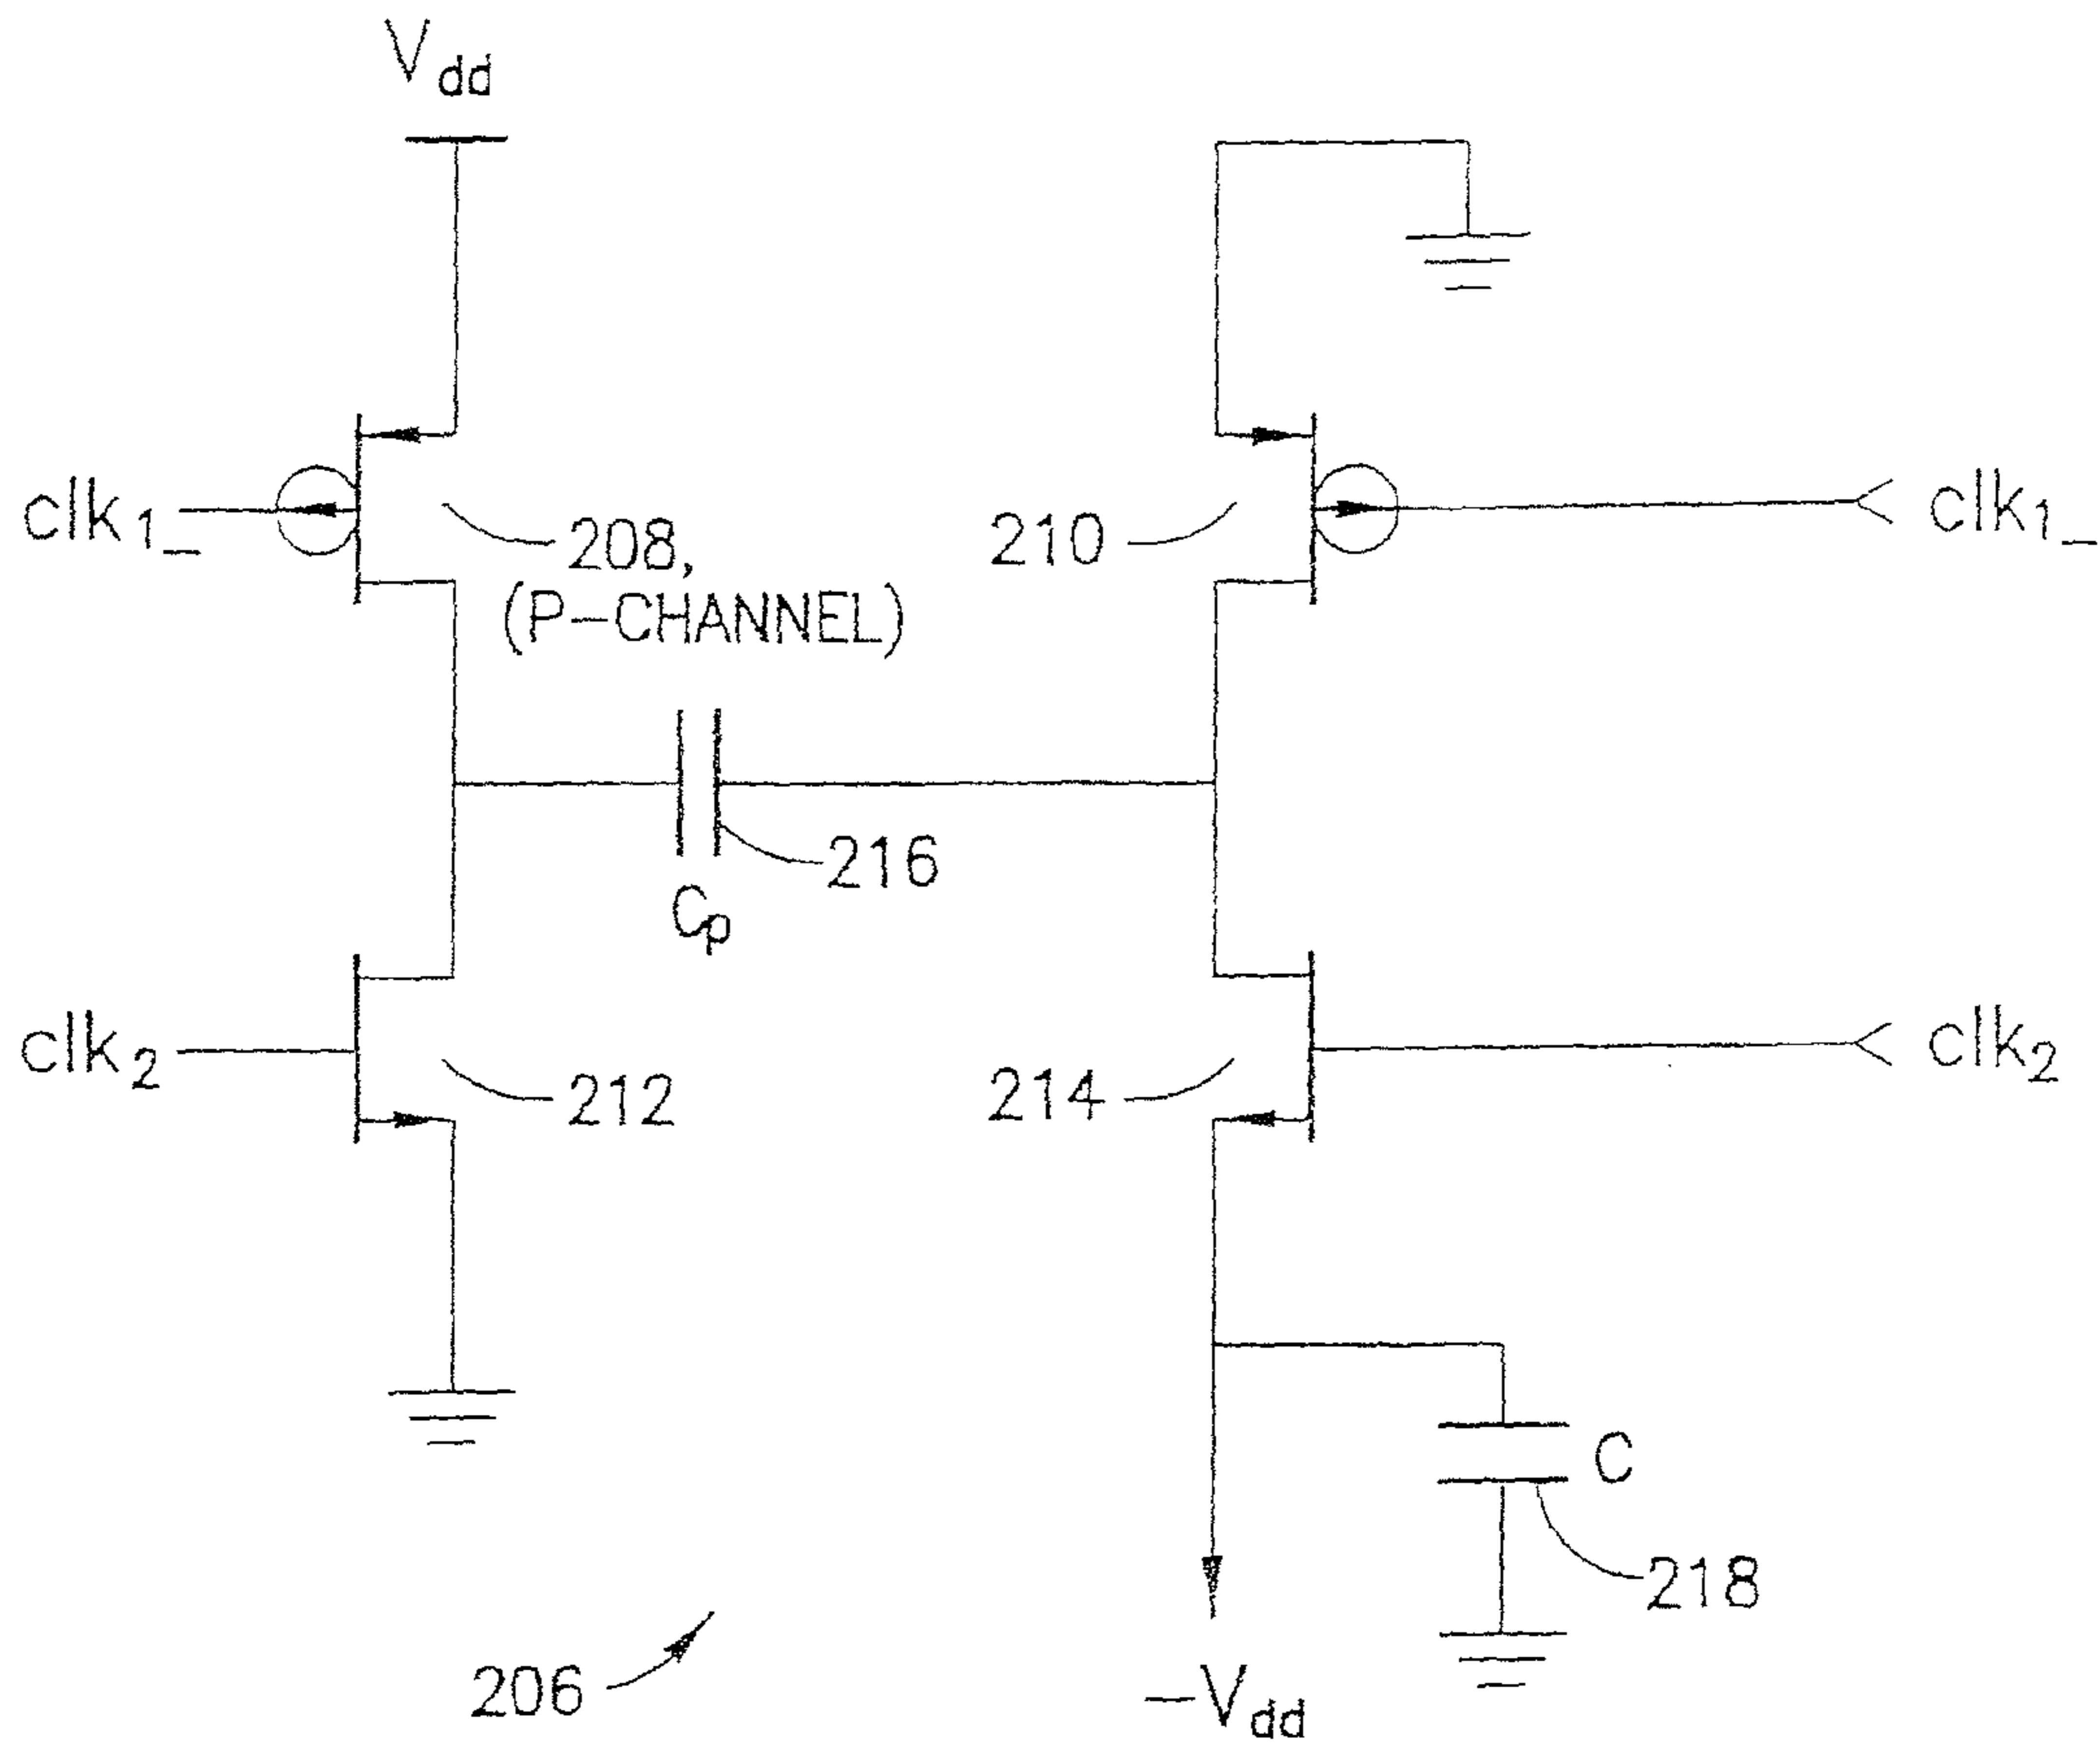 Vdd
clk1_
208,
(P-CHANNEL)
210
clk1_
216
Cp
clk2
212
214
clk2
C
218
206
-Vdd